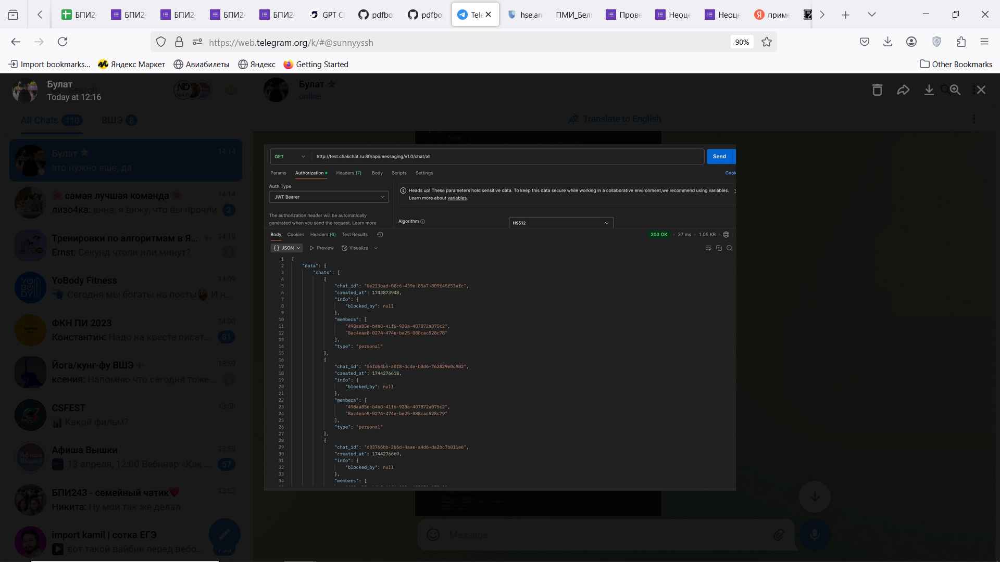 БПИ24
БПИ2
БПИ24
БПИ24
БПИ24
GPT C
pdfbo
pdfbo
Tele
hse.an
ПМИ_Бели
Прове
Неоце
Неоце
приме
https://web.telegram.org/k/#@sunnyyssh
90%
Import bookmarks...
Яндекс Маркет
Авиабилеты
Яндекс
Getting Started
Other Bookmarks
Булат
Today at 12:16
Search
Булат
online
All Chats 110
ВШЭ 8
Translate to English
Булат
14:14
это нужно еще, да
самая лучшая команда
14:14
лизо4ка: анна, я вижу, что вы прочли
2
Тренировки по алгоритмам в Я...
14:10
Ernst: Секунд чтоли или минут?
4
YoBody Fitness
14:09
Сегодня мы богаты на посты И н...
ФКН ПИ 2023
14:00
Константин: Надо на кресте писат...
81
Йога/кунг-фу ВШЭ
13:59
ксения: Напомню что сегодня тоже...
CSFEST
13:58
Какой фильм?
Афиша Вышки
13:58
13 апреля, 12:00 Вебинар «Как ...
57
БПИ243 - семейный чатик
13:52
Никита: Ну мой так же делал
import kamil | сотка ЕГЭ
вот такой вайбик перед вебо...
GET
http://test.chakchat.ru:80/api/messaging/v1.0/chat/all
Send
Params
Authorization
Headers (7)
Body
Scripts
Settings
Cook
Auth Type
JWT Bearer
Heads up! These parameters hold sensitive data. To keep this data secure while working in a collaborative environment,we recommend using variables.
Learn more about variables.
The authorization header will be automatically
generated when you send the request. Learn more
Algorithm
HS512
Body
Cookies
Headers (6)
Test Results
200 OK
27 ms
1.05 KB
{} JSON
Preview
Visualize
1 {
2 "data": {
3 "chats": [
4 {
5 "chat_id": "0a213bad-08c6-439e-85a7-809f45f53afc",
6 "created_at": 1743873948,
7 "info": {
8 "blocked_by": null
9 },
10 "members": [
11 "498aa85e-b4b8-41f6-928a-407872a075c2",
12 "8ac4eae8-0274-474e-be25-088cac528c78"
13 ],
14 "type": "personal"
15 },
16 {
17 "chat_id": "56fd64b5-a0f8-4c4e-b8d6-762829e0c982",
18 "created_at": 1744276618,
19 "info": {
20 "blocked_by": null
21 },
22 "members": [
23 "498aa85e-b4b8-41f6-928a-407872a075c2",
24 "8ac4eae8-0274-474e-be25-088cac528c79"
25 ],
26 "type": "personal"
27 },
28 {
29 "chat_id": "d03766bb-266d-4aae-a4d6-da2bc7b011e6",
30 "created_at": 1744276669,
31 "info": {
32 "blocked_by": null
33 },
34 "members": [
Message